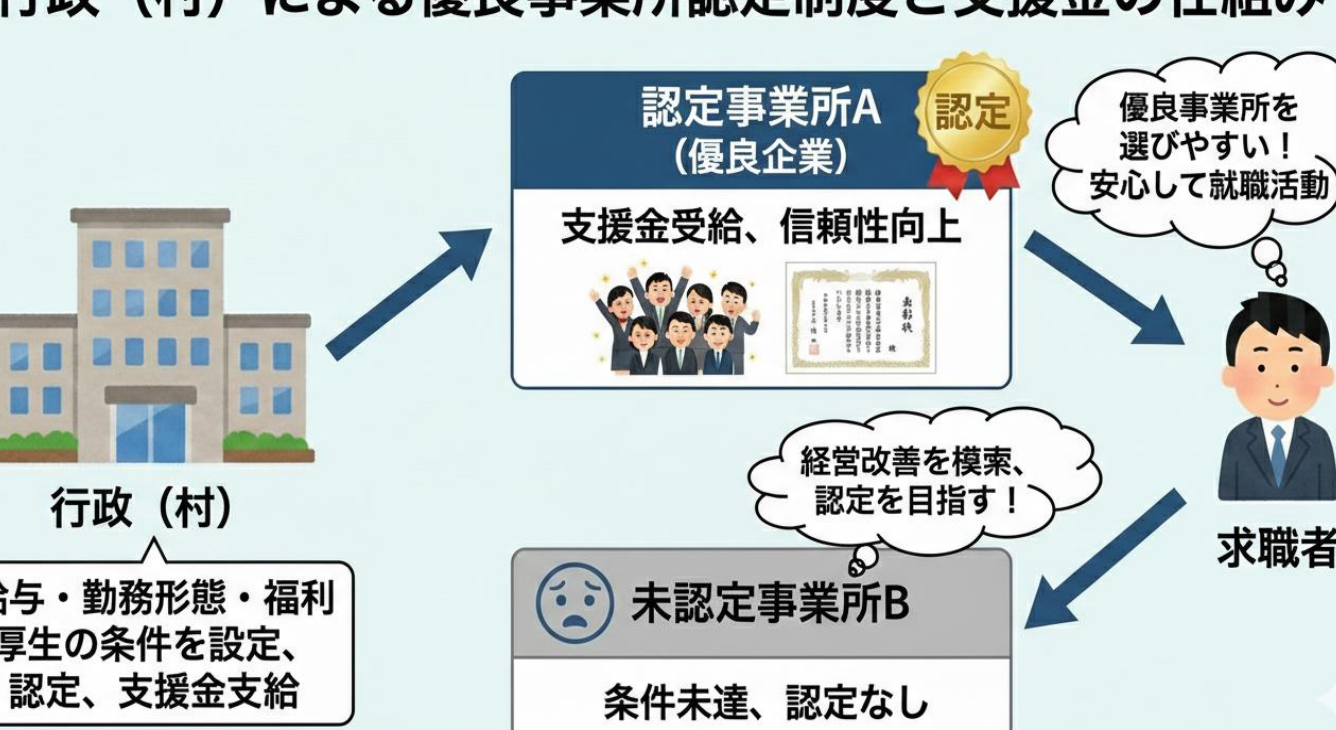 行政（村）による優良事業所認定制度と支援金の仕組み
認定事業所A
（優良企業）
認定
支援金受給、信頼性向上
表彰状
優良事業所を
選びやすい！
安心して就職活動
行政（村）
給与・勤務形態・福利
厚生の条件を設定、
認定、支援金支給
経営改善を模索、
認定を目指す！
求職者
未認定事業所B
条件未達、認定なし